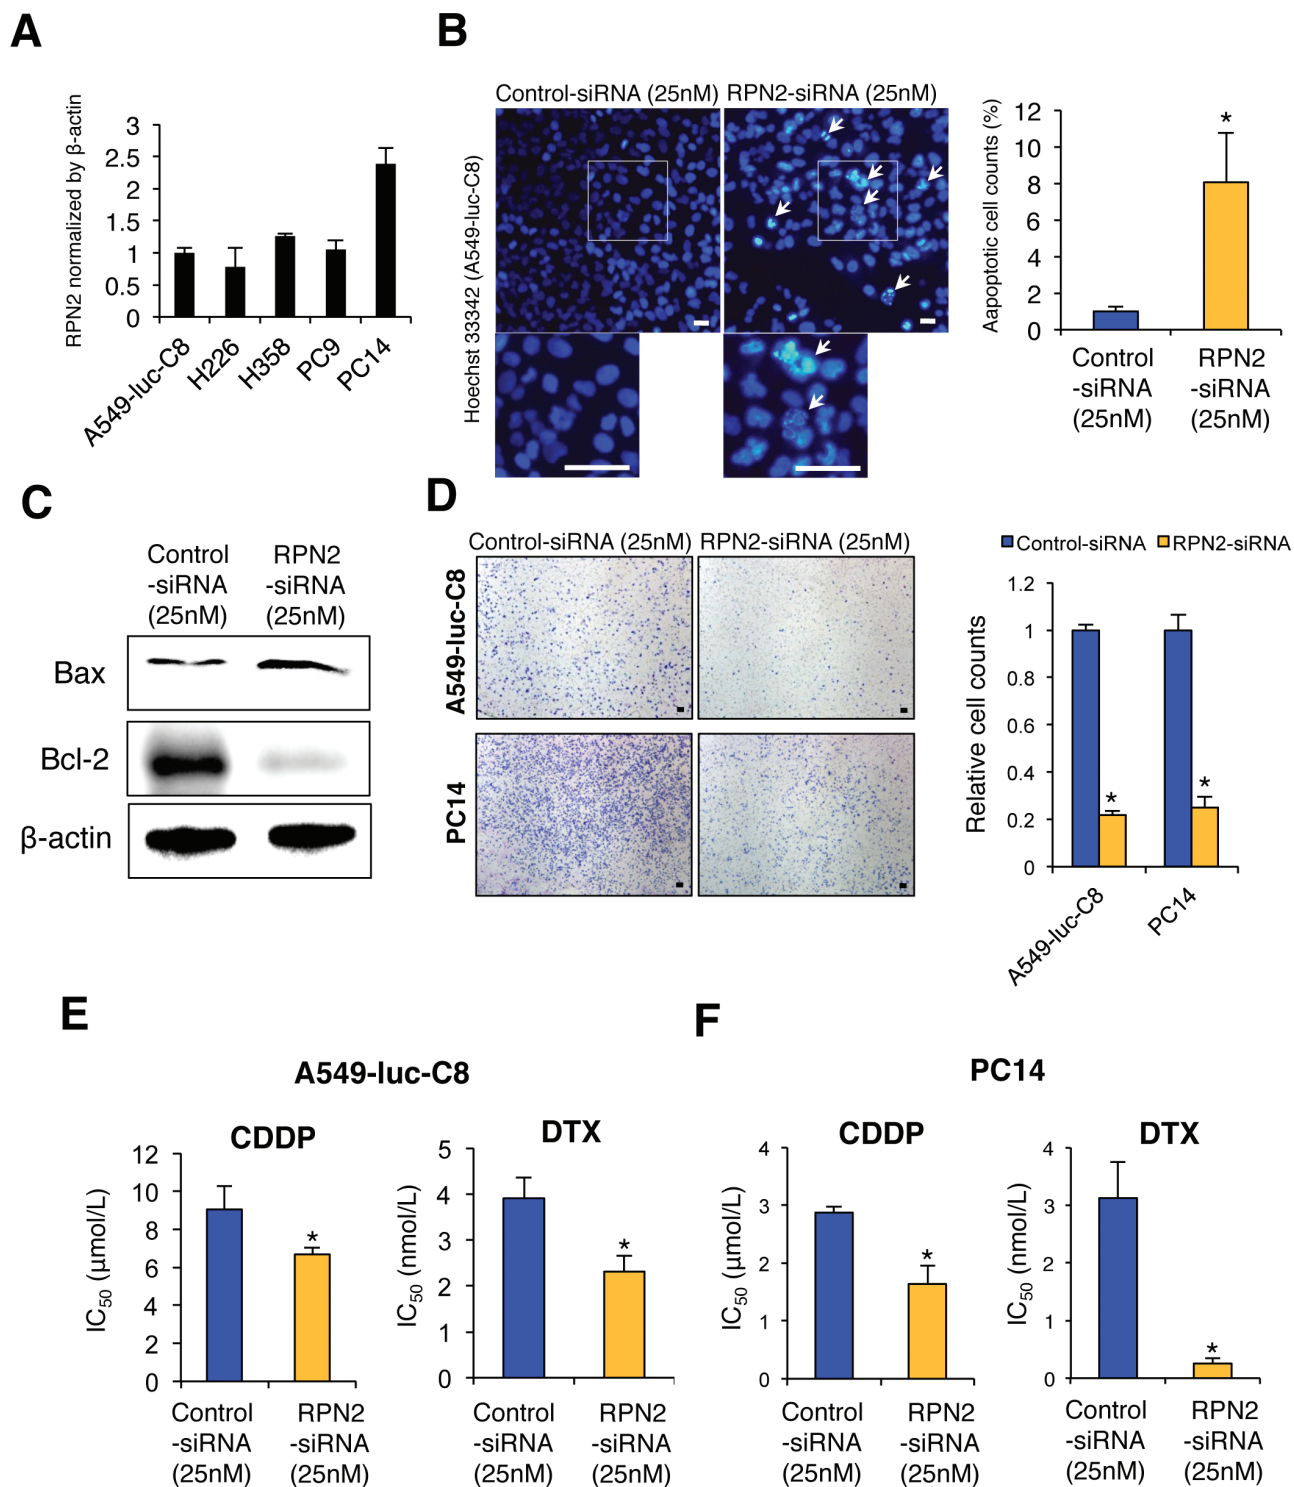 A
RPN2 normalized by β-actin
3
2.5
2
1.5
1
0.5
0
A549-luc-C8
H226
H358
PC9
PC14
B
Control-siRNA (25nM)
RPN2-siRNA (25nM)
Hoechst 33342 (A549-luc-C8)
Aapoptotic cell counts (%)
12
10
8
6
4
2
0
*
Control
-siRNA
(25nM)
RPN2
-siRNA
(25nM)
C
Control
-siRNA
(25nM)
RPN2
-siRNA
(25nM)
Bax
Bcl-2
β-actin
D
Control-siRNA (25nM)
RPN2-siRNA (25nM)
A549-luc-C8
PC14
Control-siRNA
RPN2-siRNA
Relative cell counts
1.2
1
0.8
0.6
0.4
0.2
0
*
*
A549-luc-C8
PC14
E
A549-luc-C8
CDDP
IC50 (μmol/L)
12
10
8
6
4
2
0
*
Control
-siRNA
(25nM)
RPN2
-siRNA
(25nM)
DTX
IC50 (nmol/L)
5
4
3
2
1
0
*
Control
-siRNA
(25nM)
RPN2
-siRNA
(25nM)
F
PC14
CDDP
IC50 (μmol/L)
4
3
2
1
0
*
Control
-siRNA
(25nM)
RPN2
-siRNA
(25nM)
DTX
IC50 (nmol/L)
4
3
2
1
0
*
Control
-siRNA
(25nM)
RPN2
-siRNA
(25nM)